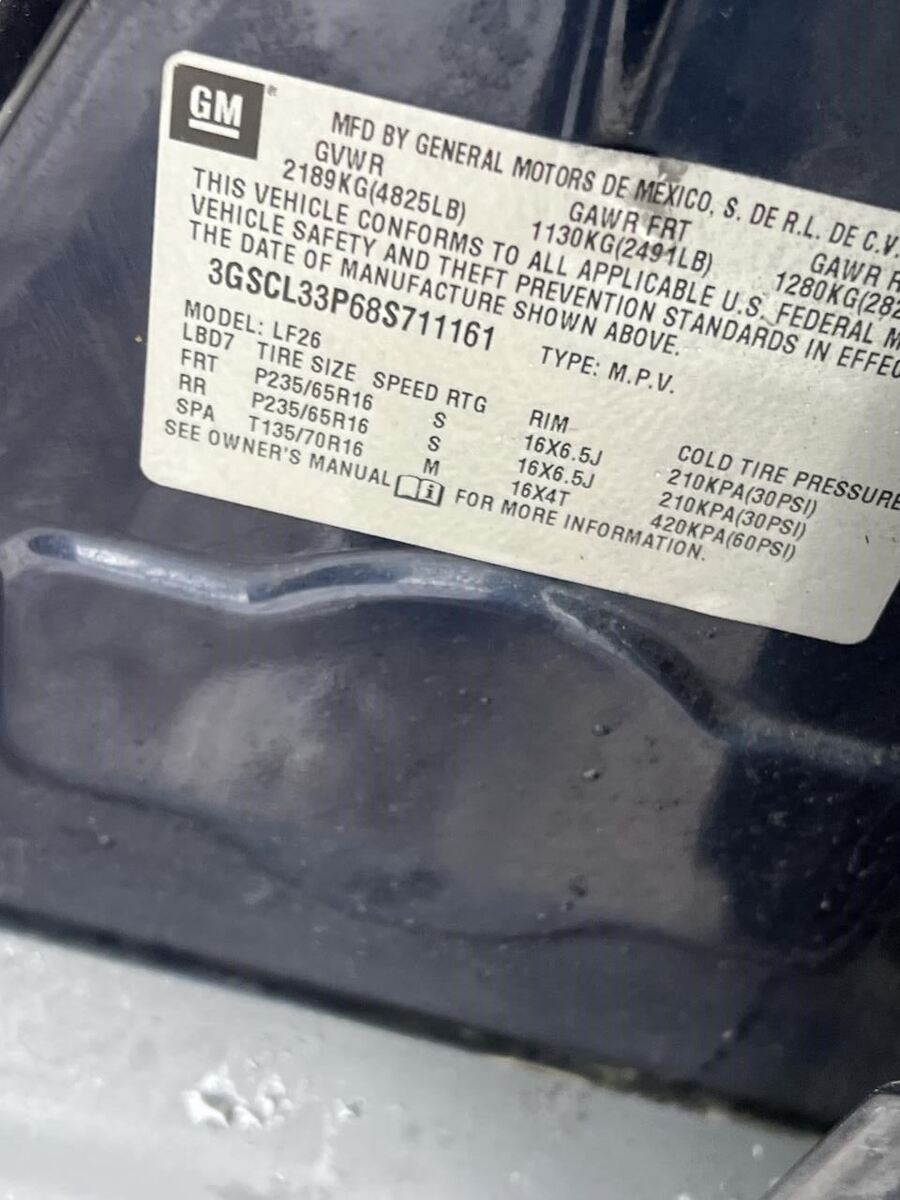 GM®
MFD BY GENERAL MOTORS DE MEXICO, S. DE R.L. DE C.V.
GVWR GAWR FRT GAWR R
2189KG(4825LB) 1130KG(2491LB) 1280KG(282
THIS VEHICLE CONFORMS TO ALL APPLICABLE U.S. FEDERAL M
VEHICLE SAFETY AND THEFT PREVENTION STANDARDS IN EFFEC
THE DATE OF MANUFACTURE SHOWN ABOVE.
3GSCL33P68S711161 TYPE: M.P.V.
MODEL: LF26
LBD7 TIRE SIZE SPEED RTG RIM COLD TIRE PRESSURE
FRT P235/65R16 S 16X6.5J 210KPA(30PSI)
RR P235/65R16 S 16X6.5J 210KPA(30PSI)
SPA T135/70R16 M 16X4T 420KPA(60PSI)
SEE OWNER'S MANUAL i FOR MORE INFORMATION.